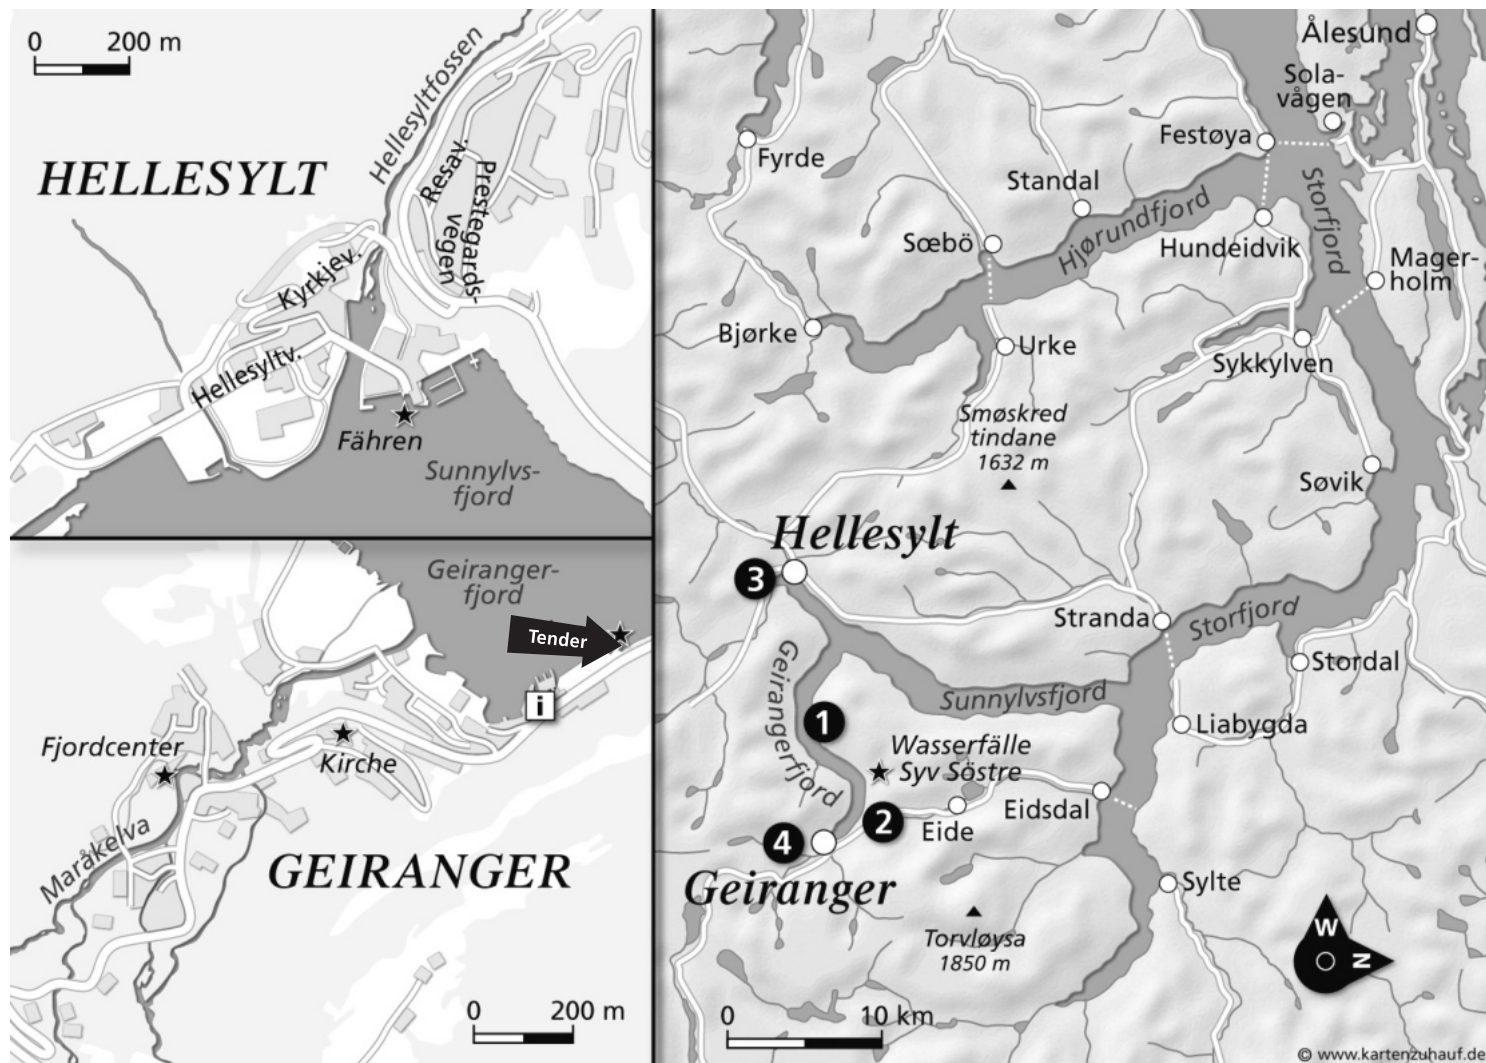 0 200 m
HELLESYLT
Hellesyltfossen
Resa v.
Prestegards-
vegen
Kyrkjev.
Hellesyltv.
Fähren
Sunnylvs-
fjord
Geiranger-
fjord
Tender
i
Fjordcenter
Kirche
Maråkelva
GEIRANGER
0 200 m
Ålesund
Sola-
vågen
Festøya
Fyrde
Standal
Storfjord
Sœbö
Hjørundfjord
Hundeidvik
Mager-
holm
Bjørke
Urke
Sykkylven
Smøskred
tindane
1632 m
Søvik
Hellesylt
3
Stranda
Storfjord
Stordal
Geirangerfjord
Sunnylvsfjord
1
Liabygda
Wasserfälle
Syv Söstre
2
Eide
Eidsdal
4
Geiranger
Sylte
Torvløysa
1850 m
W
N
0 10 km
© www.kartenzuhauf.de